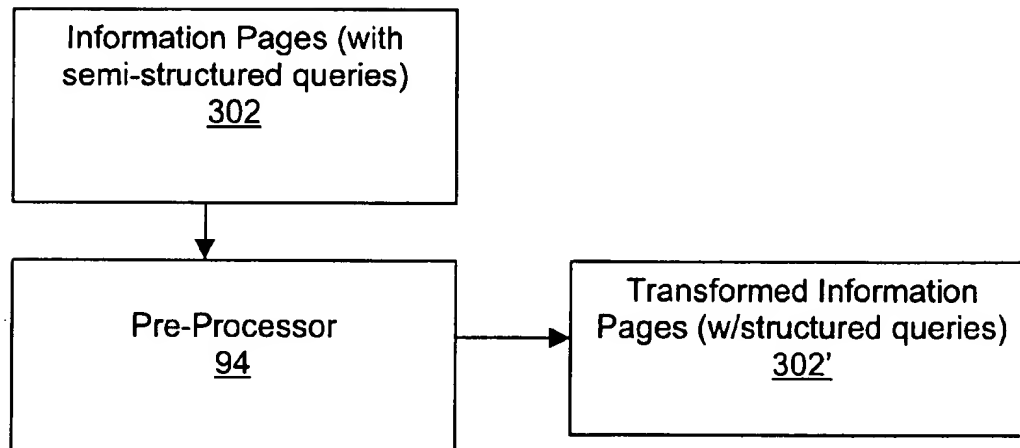 Information Pages (with
semi-structured queries)
302
Pre-Processor
94
Transformed Information
Pages (w/structured queries)
302'